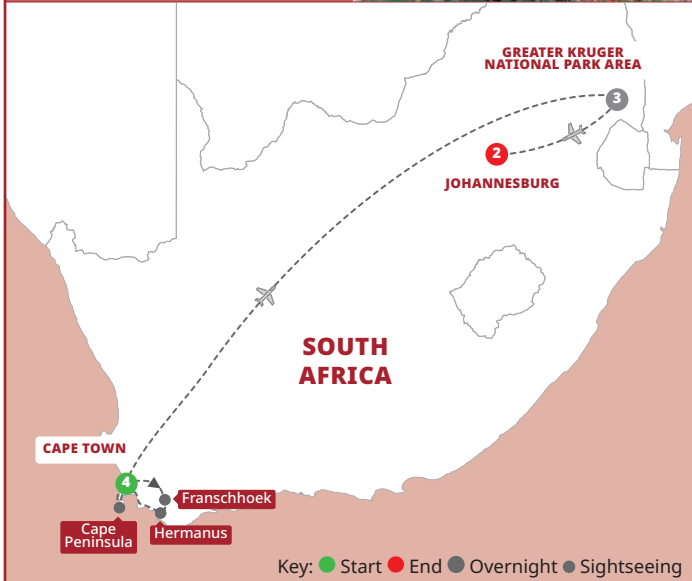 GREATER KRUGER
NATIONAL PARK AREA
3
2
JOHANNESBURG
SOUTH
AFRICA
CAPE TOWN
4
Franschhoek
Cape
Peninsula
Hermanus
Key: Start End Overnight Sightseeing